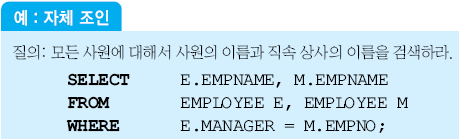 예 : 자체 조인
질의: 모든 사원에 대해서 사원의 이름과 직속 상사의 이름을 검색하라.
SELECT E.EMPNAME, M.EMPNAME
FROM EMPLOYEE E, EMPLOYEE M
WHERE E.MANAGER = M.EMPNO;